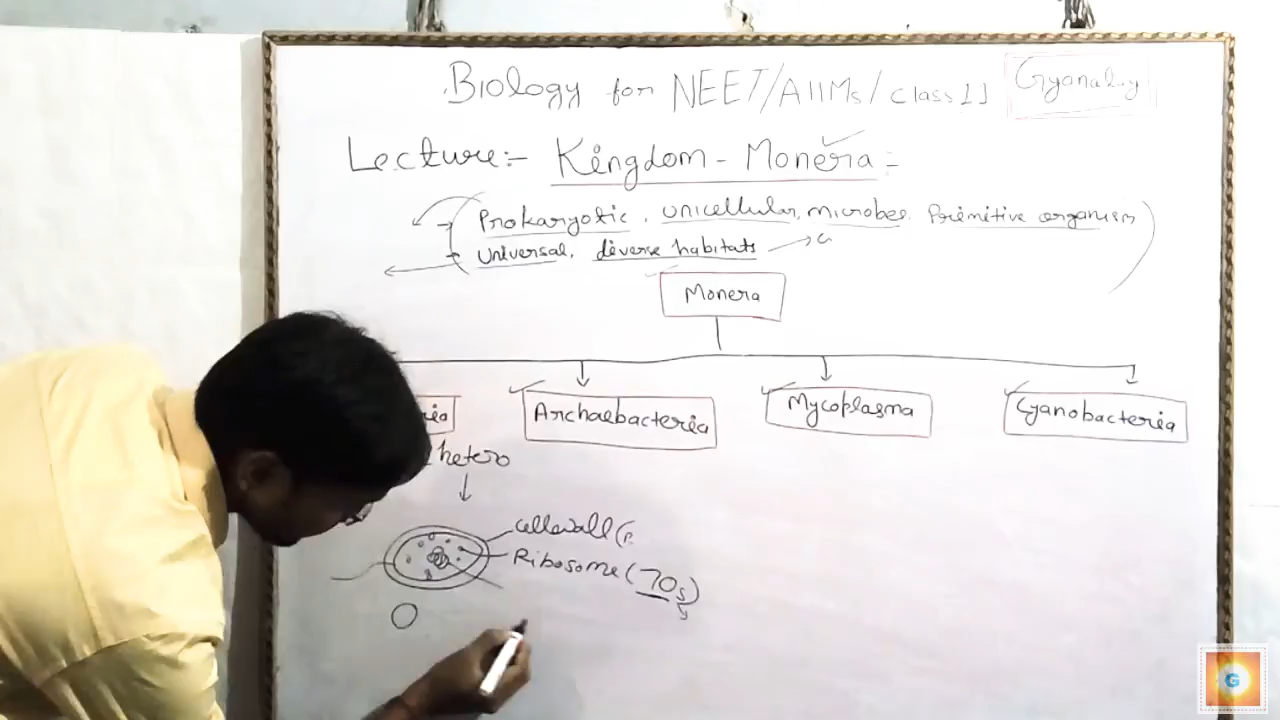 Biology for NEET/AIIMs/class 11 Gyanalay
Lecture:- Kingdom - Monera :-
Prokaryotic, unicellular, microbes. Primitive organism
Universal, diverse habitats
Monera
Archaebacteria Mycoplasma Cyanobacteria
hetero
cellwall (
Ribosome (70s)
G